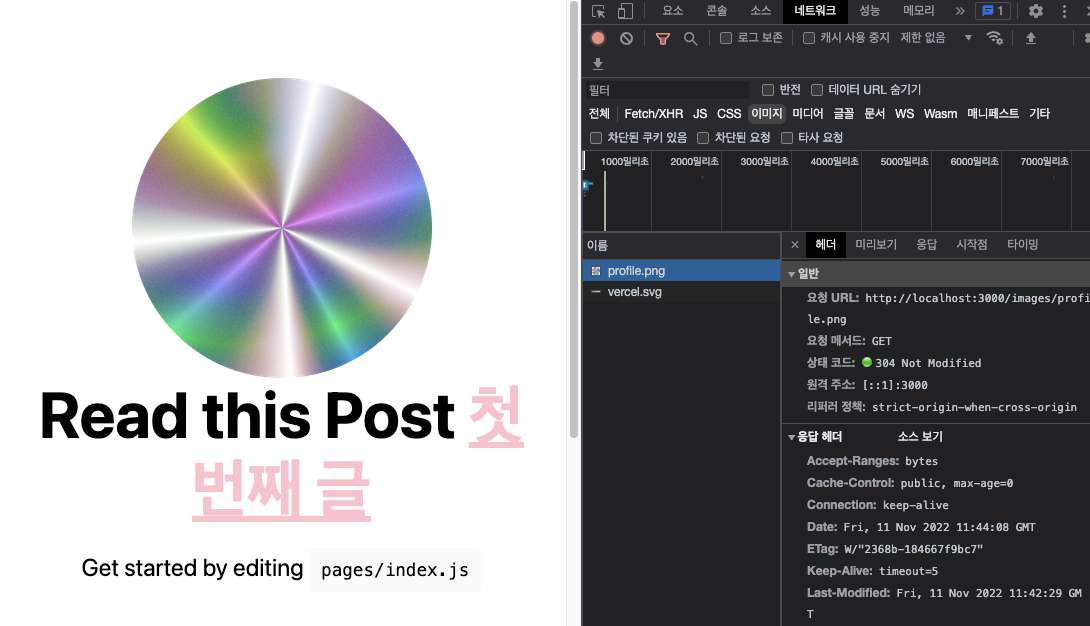 Read this Post 첫
번째 글
Get started by editing pages/index.js
요소 콘솔 소스 네트워크 성능 메모리 » 1
로그 보존 캐시 사용 중지 제한 없음
필터 반전 데이터 URL 숨기기
전체 Fetch/XHR JS CSS 이미지 미디어 글꼴 문서 WS Wasm 매니페스트 기타
차단된 쿠키 있음 차단된 요청 타사 요청
1000밀리초 2000밀리초 3000밀리초 4000밀리초 5000밀리초 6000밀리초 7000밀리초
이름
profile.png
vercel.svg
× 헤더 미리보기 응답 시작점 타이밍
일반
요청 URL: http://localhost:3000/images/profi
le.png
요청 메서드: GET
상태 코드: 304 Not Modified
원격 주소: [::1]:3000
리퍼러 정책: strict-origin-when-cross-origin
응답 헤더 소스 보기
Accept-Ranges: bytes
Cache-Control: public, max-age=0
Connection: keep-alive
Date: Fri, 11 Nov 2022 11:44:08 GMT
ETag: W/"2368b-184667f9bc7"
Keep-Alive: timeout=5
Last-Modified: Fri, 11 Nov 2022 11:42:29 GM
T